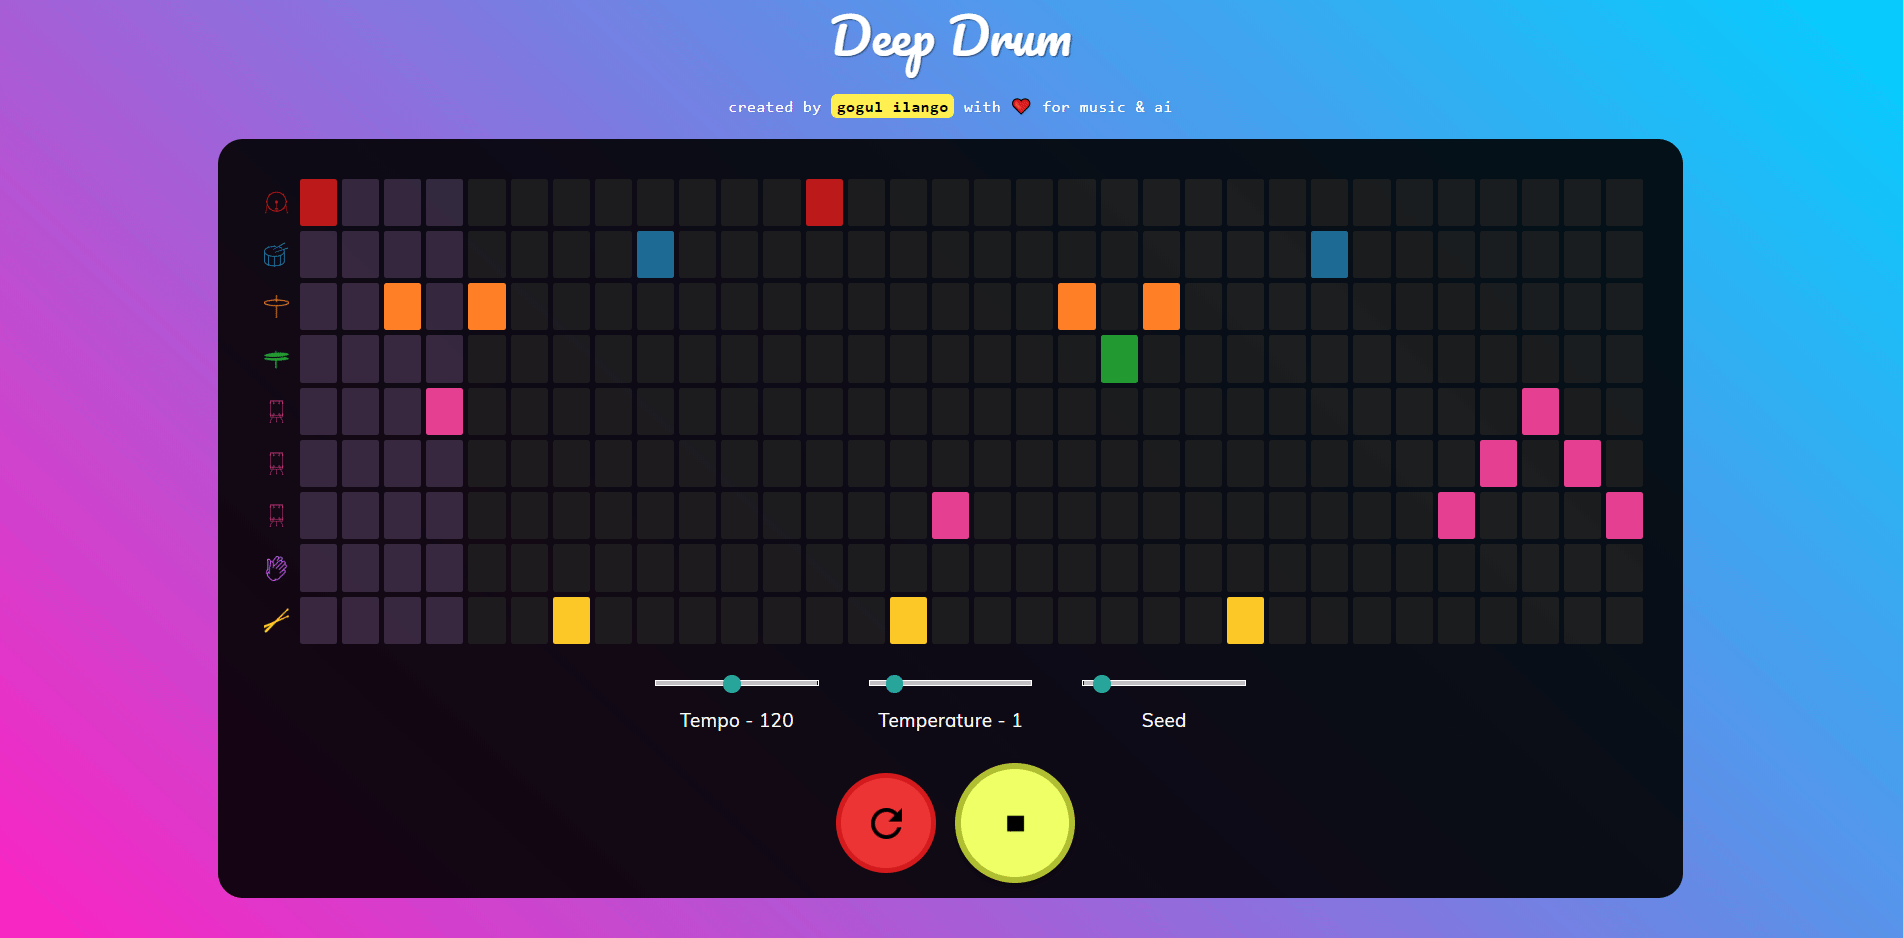 Deep Drum
created by gogul ilango with ❤ for music & ai
Tempo - 120
Temperature - 1
Seed